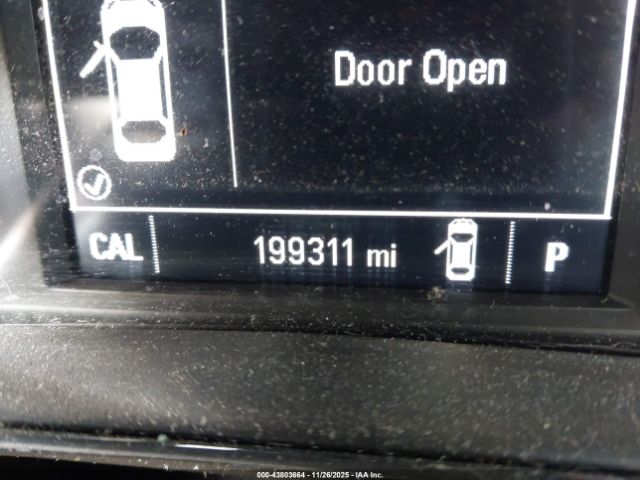 Door Open
CAL 199311 mi P
000-43803664 - 11/26/2025 - IAA Inc.